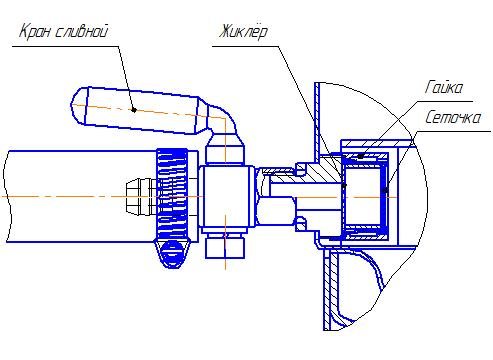 Кран сливной
Жиклёр
Гайка
Сеточка